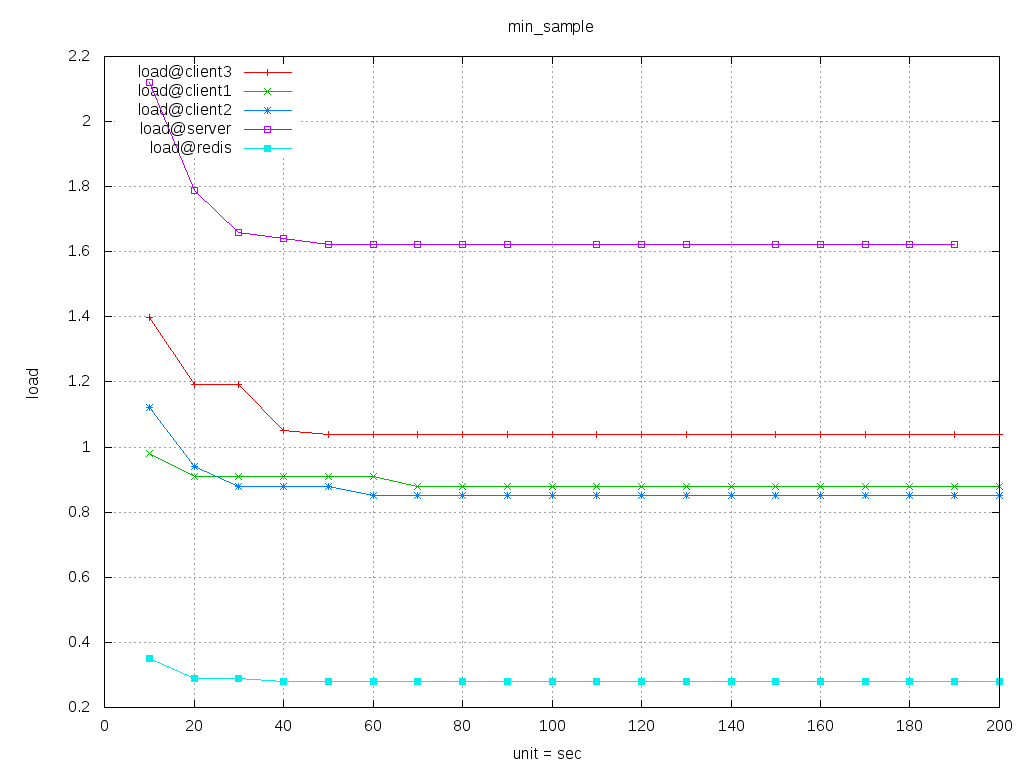 min_sample
2.2
load@client3
load@client1
2
load@client2
load@server
load@redis
1.8
1.6
1.4
load
1.2
1
0.8
0.6
0.4
0.2
0 20 40 60 80 100 120 140 160 180 200
unit = sec